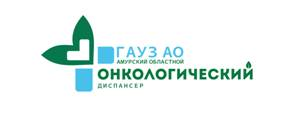 ГАУЗ АО
АМУРСКИЙ ОБЛАСТНОЙ
ОНКОЛОГИЧЕСКИЙ
ДИСПАНСЕР